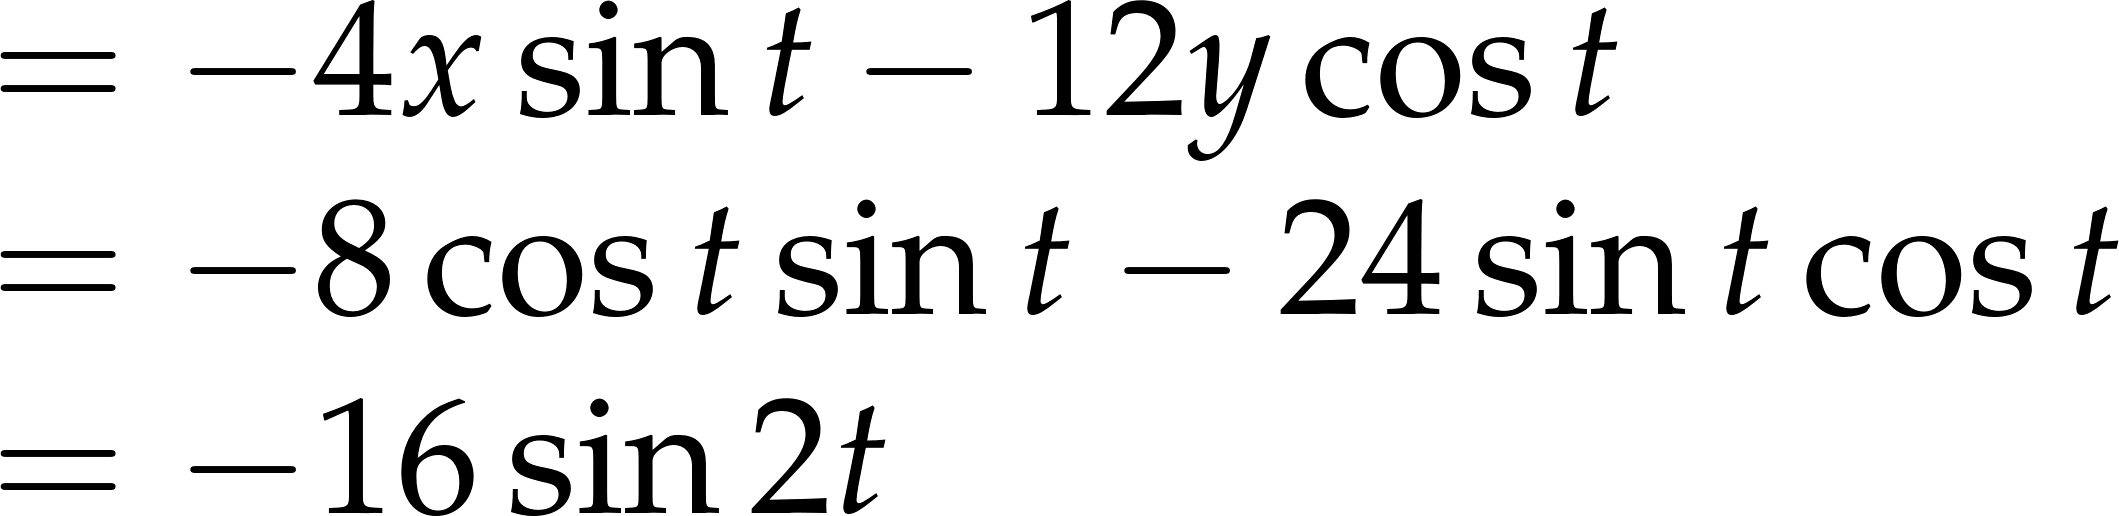 = −4x sin t − 12y cos t
= −8 cos t sin t − 24 sin t cos t
= −16 sin 2t